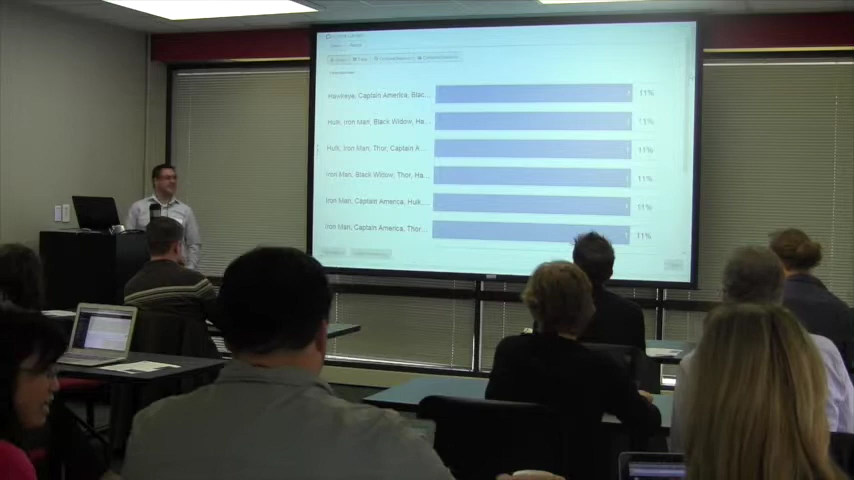 Hawkeye, Captain America, Blac... 11%
Hulk, Iron Man, Black Widow, Ha... 11%
Hulk, Iron Man, Thor, Captain A... 11%
Iron Man, Black Widow, Thor, Ha... 11%
Iron Man, Captain America, Hulk... 11%
Iron Man, Captain America, Thor... 11%